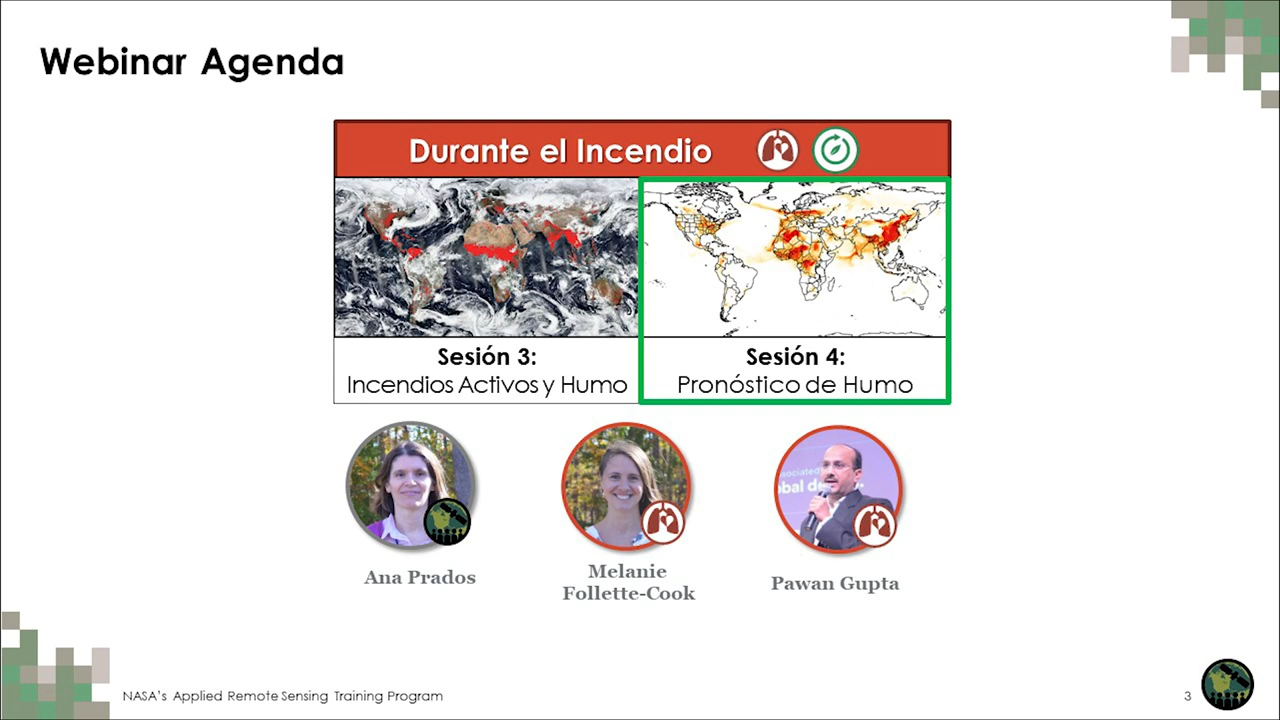 Webinar Agenda
Durante el Incendio
Sesión 3:
Incendios Activos y Humo
Sesión 4:
Pronóstico de Humo
Ana Prados
Melanie
Follette-Cook
Pawan Gupta
NASA's Applied Remote Sensing Training Program
3